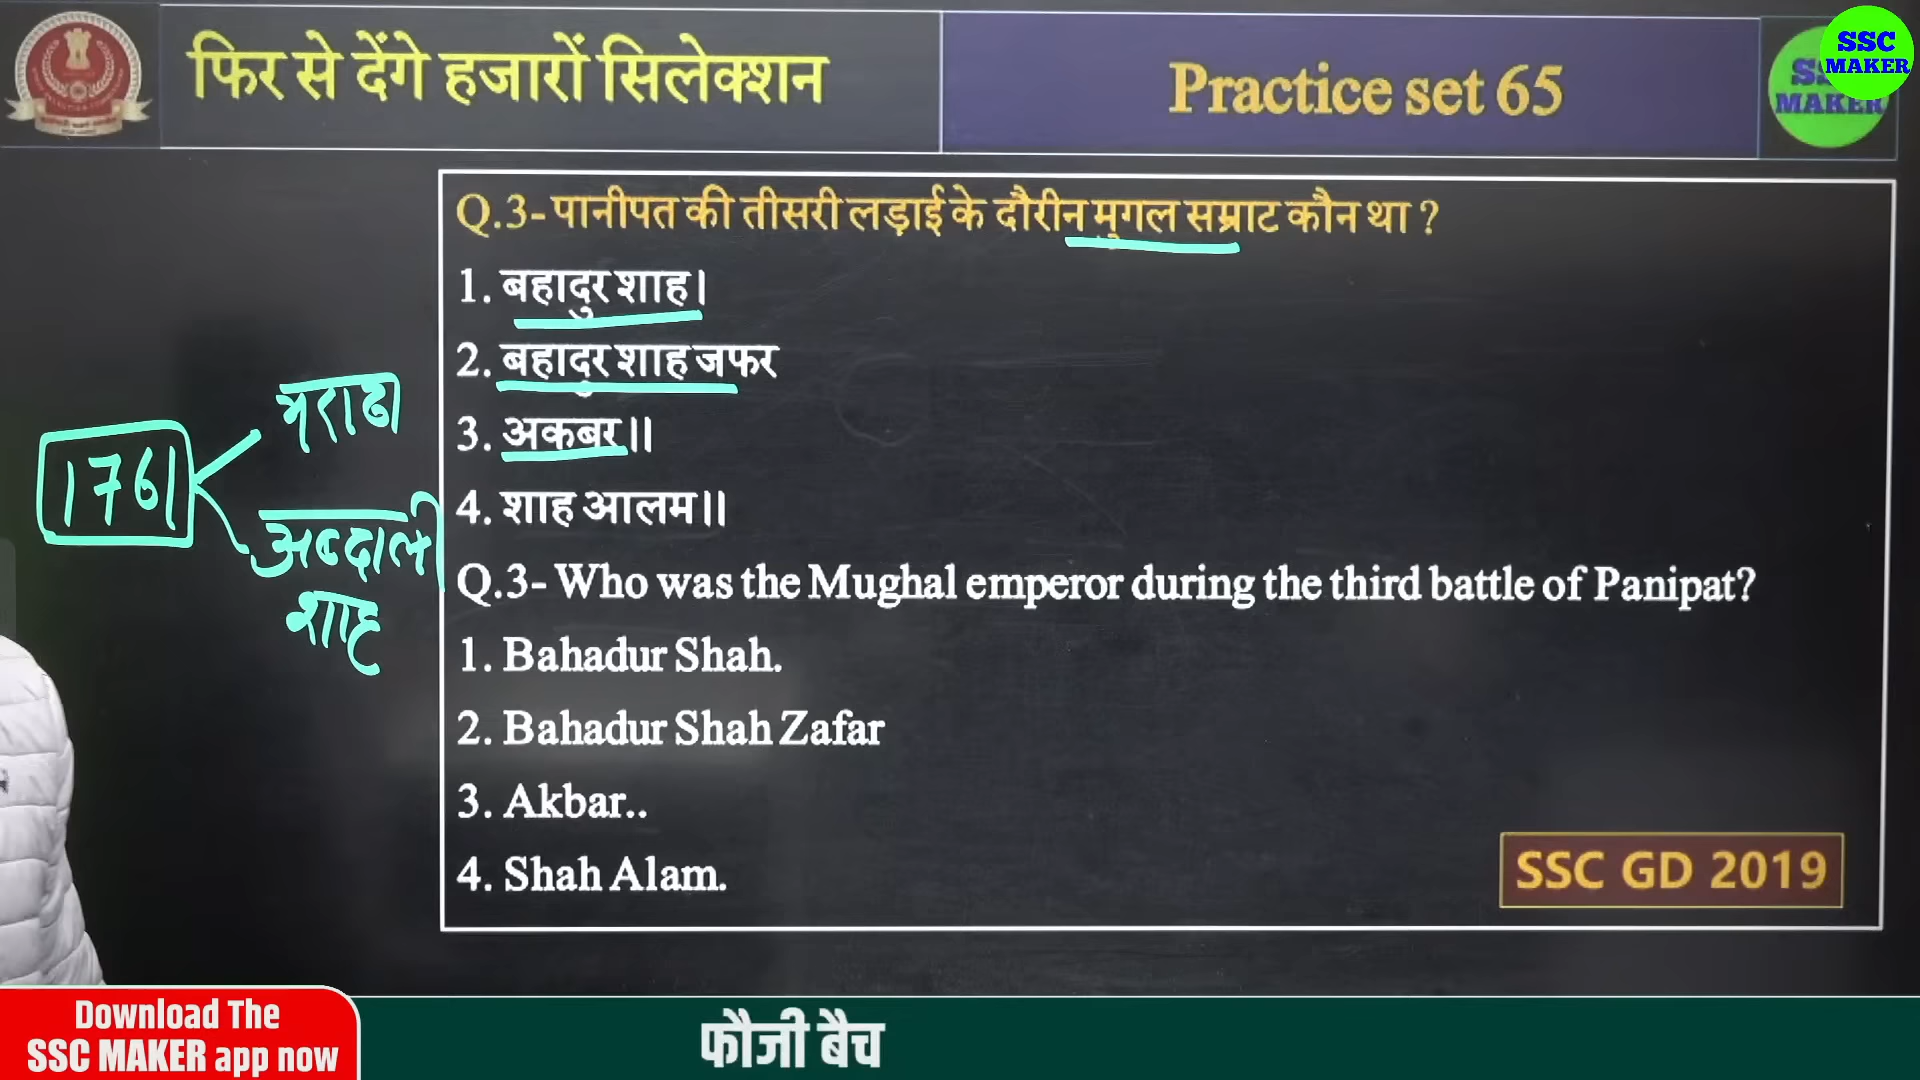 फिर से देंगे हजारों सिलेक्शन
Practice set 65
SSC
MAKER
MAKER
Q.3- पानीपत की तीसरी लड़ाई के दौरीन मुगल सम्राट कौन था ?
1. बहादुर शाह।
2. बहादुर शाह जफर
3. अकबर।।
4. शाह आलम।।
मराठा
1761
अब्दाली
शाह
Q.3- Who was the Mughal emperor during the third battle of Panipat?
1. Bahadur Shah.
2. Bahadur Shah Zafar
3. Akbar..
4. Shah Alam.
SSC GD 2019
Download The
SSC MAKER app now
फौजी बैच